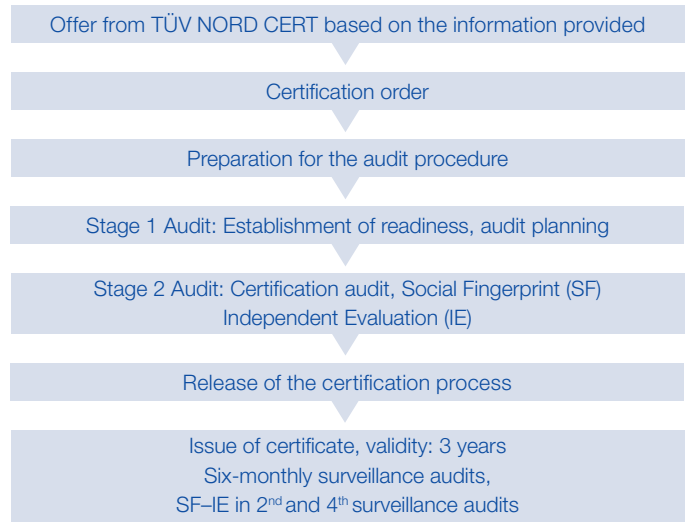 Offer from TÜV NORD CERT based on the information provided
Certification order
Preparation for the audit procedure
Stage 1 Audit: Establishment of readiness, audit planning
Stage 2 Audit: Certification audit, Social Fingerprint (SF)
Independent Evaluation (IE)
Release of the certification process
Issue of certificate, validity: 3 years
Six-monthly surveillance audits,
SF–IE in 2nd and 4th surveillance audits